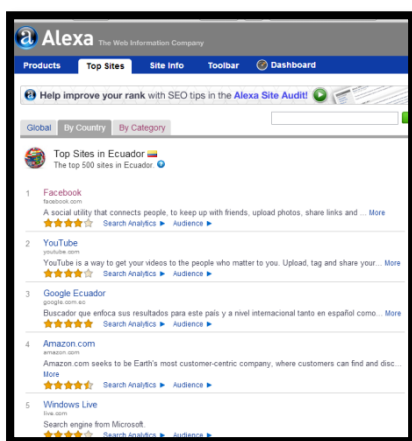 Alexa The Web Information Company
Products Top Sites Site Info Toolbar Dashboard
Help improve your rank with SEO tips in the Alexa Site Audit!
Global By Country By Category
Top Sites in Ecuador
The top 500 sites in Ecuador.
1 Facebook
facebook.com
A social utility that connects people, to keep up with friends, upload photos, share links and ... More
Search Analytics Audience
2 YouTube
youtube.com
YouTube is a way to get your videos to the people who matter to you. Upload, tag and share your... More
Search Analytics Audience
3 Google Ecuador
google.com.ec
Buscador que enfoca sus resultados para este país y a nivel internacional tanto en español como... More
Search Analytics Audience
4 Amazon.com
amazon.com
Amazon.com seeks to be Earth's most customer-centric company, where customers can find and disc...
More
Search Analytics Audience
5 Windows Live
live.com
Search engine from Microsoft.
Search Analytics Audience